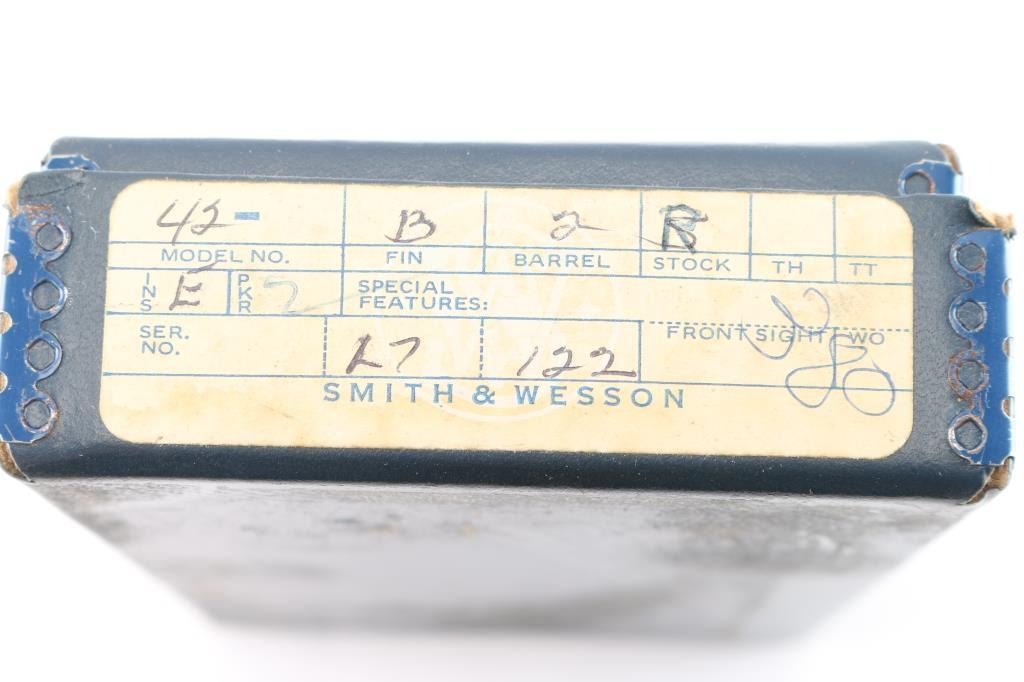 42- B 2 R
MODEL NO. FIN BARREL STOCK TH TT
INS E PKR 2 SPECIAL FEATURES:
SER. NO. L7 122 FRONT SIGHT WO
SMITH & WESSON